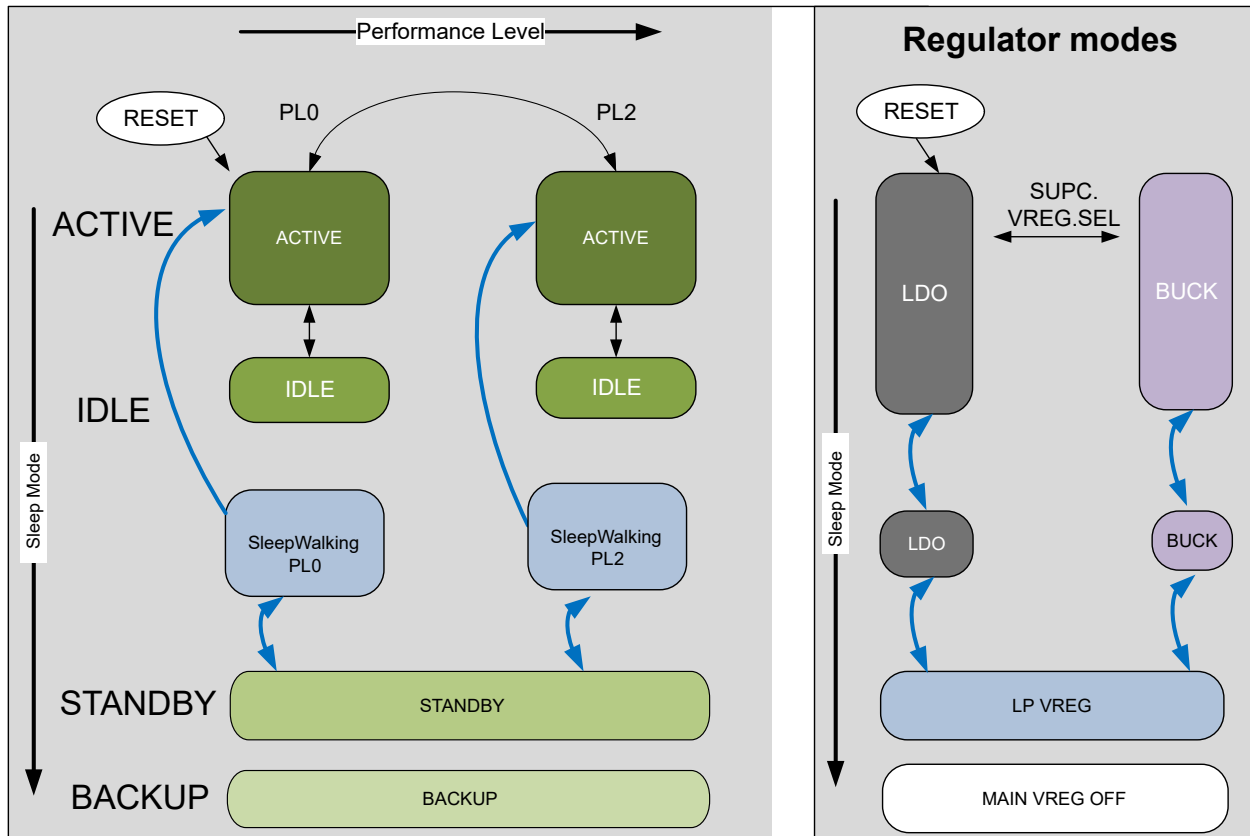 Performance Level
RESET
PL0
PL2
ACTIVE
ACTIVE
ACTIVE
IDLE
IDLE
IDLE
Sleep Mode
SleepWalking
PL0
SleepWalking
PL2
STANDBY
STANDBY
BACKUP
BACKUP
Regulator modes
RESET
SUPC.
VREG.SEL
LDO
BUCK
Sleep Mode
LDO
BUCK
LP VREG
MAIN VREG OFF